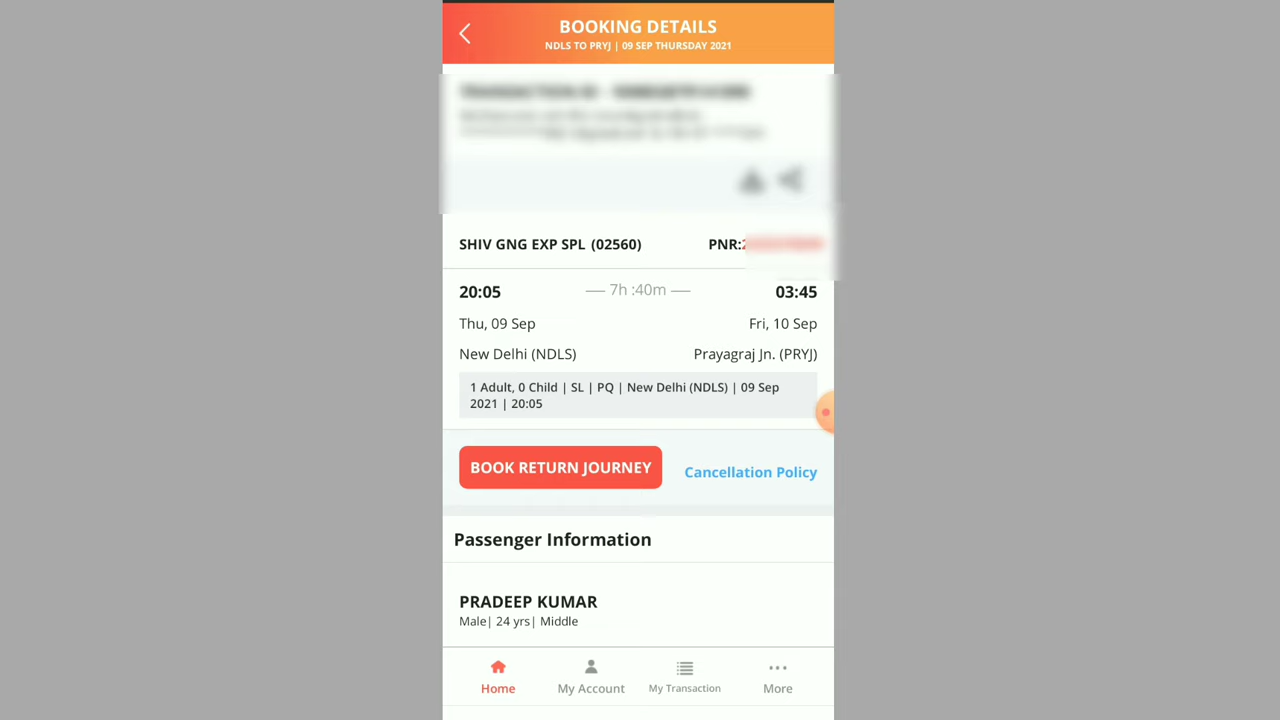 BOOKING DETAILS
NDLS TO PRYJ | 09 SEP THURSDAY 2021
SHIV GNG EXP SPL (02560) PNR:
20:05 7h :40m 03:45
Thu, 09 Sep Fri, 10 Sep
New Delhi (NDLS) Prayagraj Jn. (PRYJ)
1 Adult, 0 Child | SL | PQ | New Delhi (NDLS) | 09 Sep
2021 | 20:05
BOOK RETURN JOURNEY Cancellation Policy
Passenger Information
PRADEEP KUMAR
Male| 24 yrs| Middle
Home My Account My Transaction More